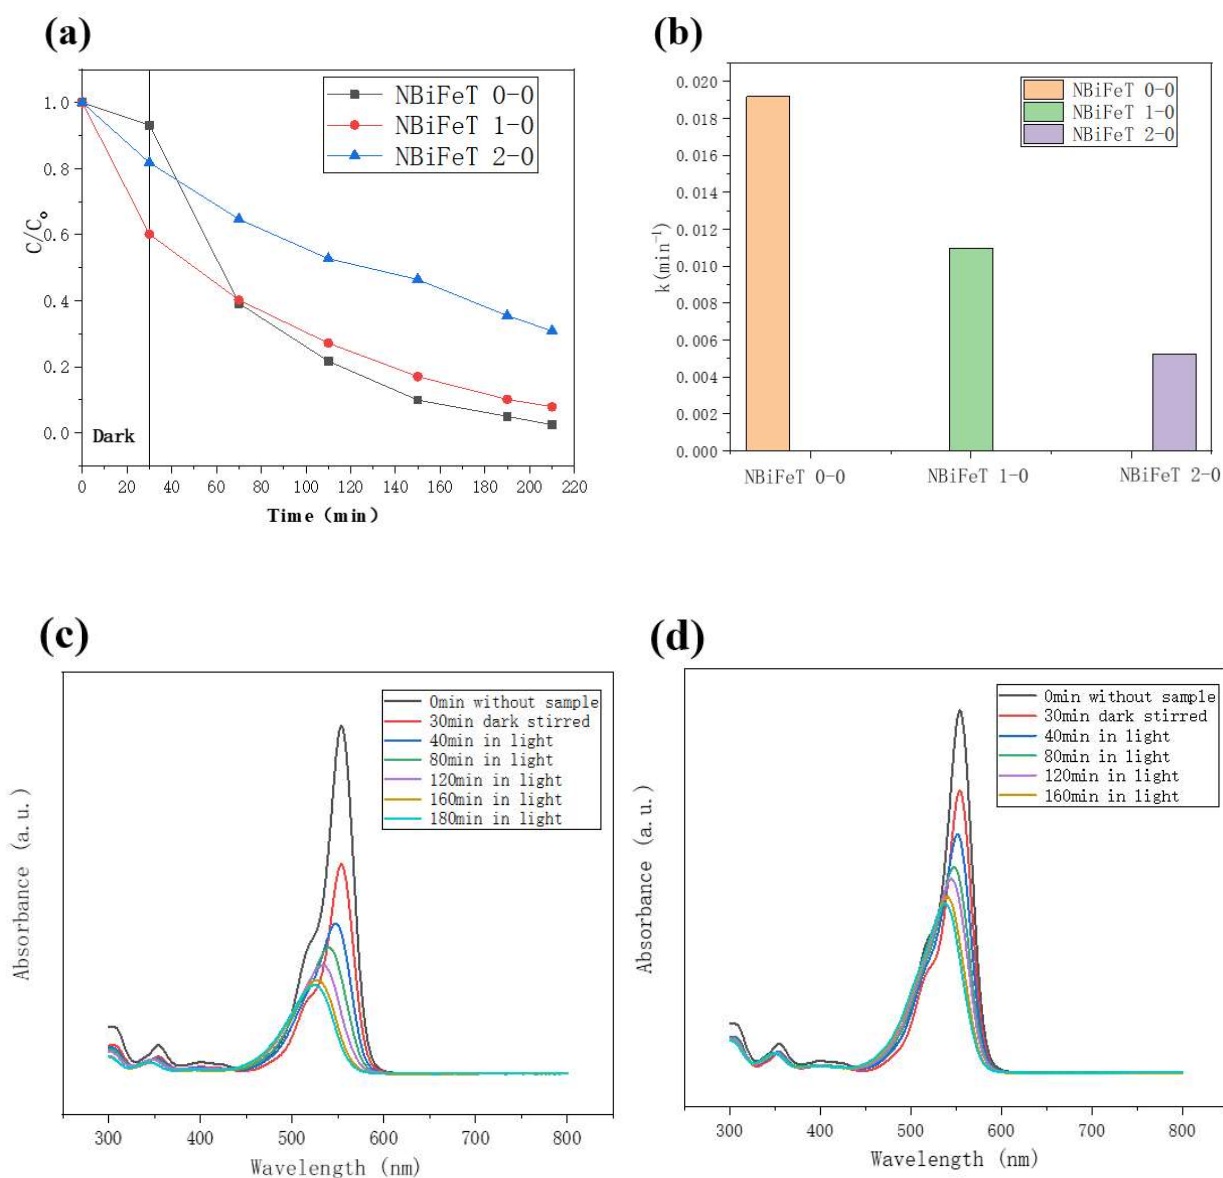 (a)
NBiFeT 0-0
NBiFeT 1-0
NBiFeT 2-0
1.0
0.8
0.6
0.4
0.2
0.0
C/C₀
Dark
0 20 40 60 80 100 120 140 160 180 200 220
Time (min)
(b)
NBiFeT 0-0
NBiFeT 1-0
NBiFeT 2-0
0.020
0.018
0.016
0.014
0.012
0.010
0.008
0.006
0.004
0.002
0.000
k(min⁻¹)
NBiFeT 0-0 NBiFeT 1-0 NBiFeT 2-0
(c)
0min without sample
30min dark stirred
40min in light
80min in light
120min in light
160min in light
180min in light
Absorbance (a.u.)
300 400 500 600 700 800
Wavelength (nm)
(d)
0min without sample
30min dark stirred
40min in light
80min in light
120min in light
160min in light
Absorbance (a.u.)
300 400 500 600 700 800
Wavelength (nm)